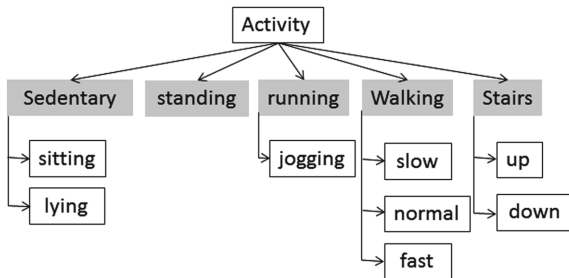 Activity
Sedentary
standing
running
Walking
Stairs
sitting
lying
jogging
slow
normal
fast
up
down